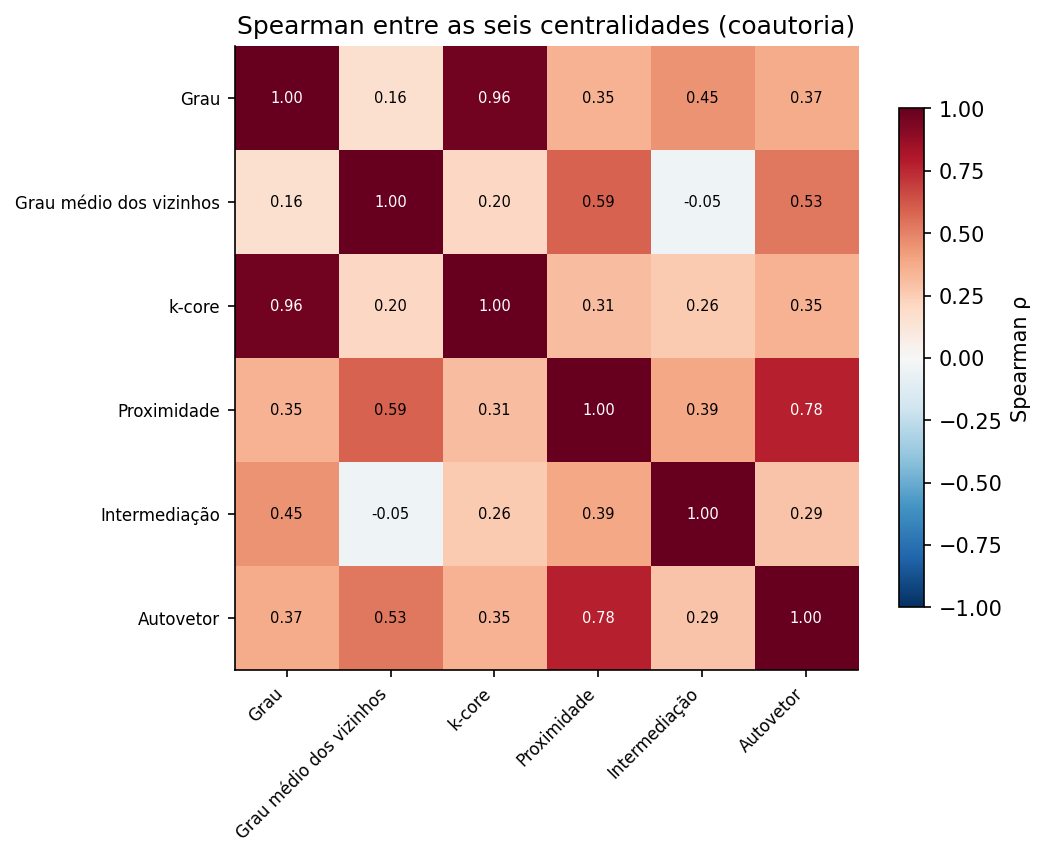 Spearman entre as seis centralidades (coautoria)
Grau 1.00 0.16 0.96 0.35 0.45 0.37
Grau médio dos vizinhos 0.16 1.00 0.20 0.59 -0.05 0.53
k-core 0.96 0.20 1.00 0.31 0.26 0.35
Proximidade 0.35 0.59 0.31 1.00 0.39 0.78
Intermediação 0.45 -0.05 0.26 0.39 1.00 0.29
Autovetor 0.37 0.53 0.35 0.78 0.29 1.00
Grau
Grau médio dos vizinhos
k-core
Proximidade
Intermediação
Autovetor
1.00
0.75
0.50
0.25
0.00
−0.25
−0.50
−0.75
−1.00
Spearman ρ